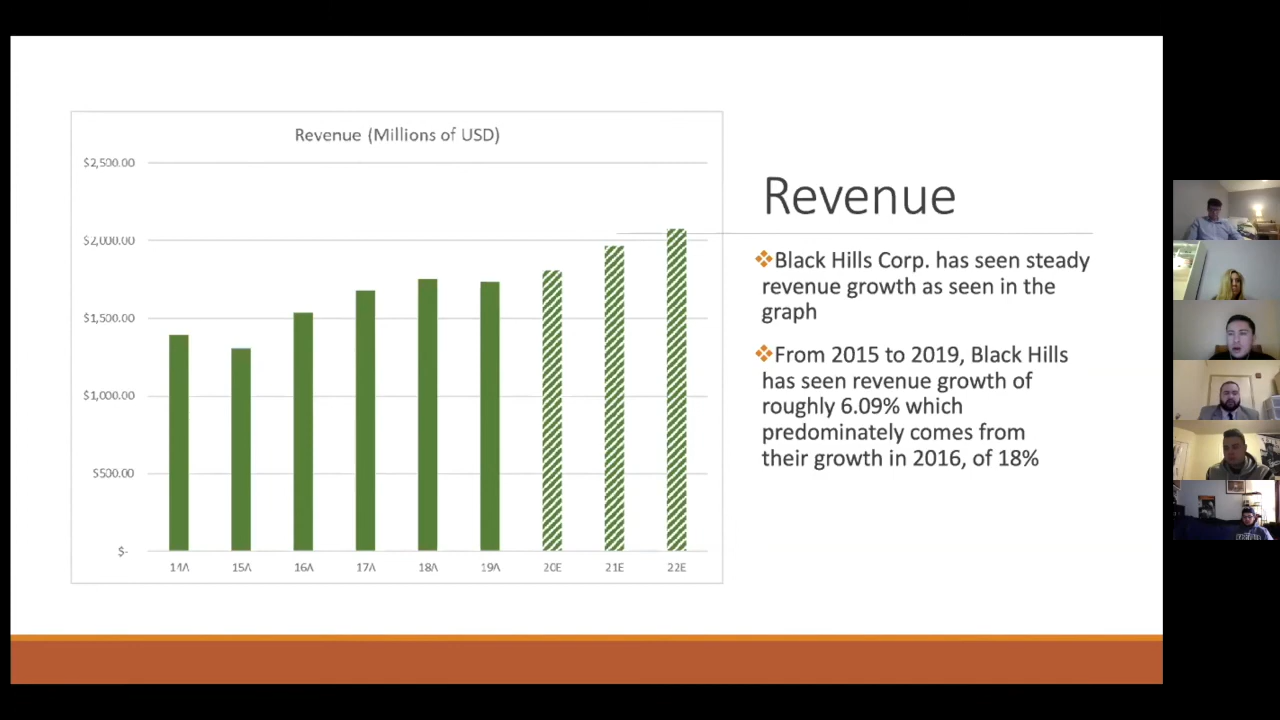 Revenue (Millions of USD)
$2,500.00
$2,000.00
$1,500.00
$1,000.00
$500.00
$-
14A 15A 16A 17A 18A 19A 20E 21E 22E
Revenue
Black Hills Corp. has seen steady
revenue growth as seen in the
graph
From 2015 to 2019, Black Hills
has seen revenue growth of
roughly 6.09% which
predominately comes from
their growth in 2016, of 18%